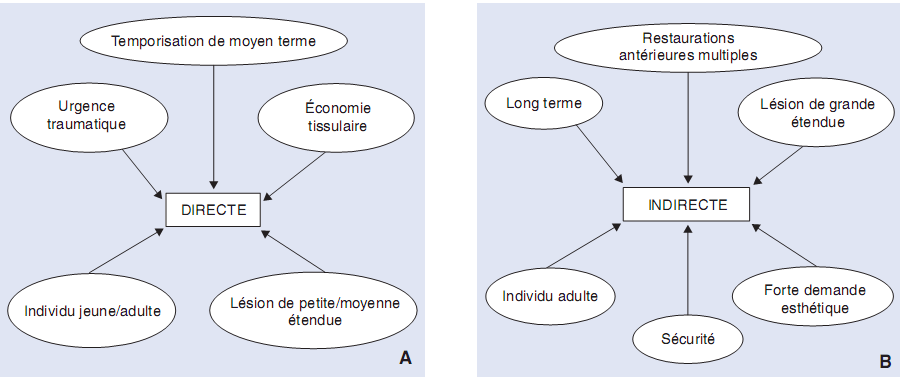 Temporisation de moyen terme
Urgence
traumatique
Économie
tissulaire
DIRECTE
Individu jeune/adulte
Lésion de petite/moyenne
étendue
A
Restaurations
antérieures multiples
Long terme
Lésion de grande
étendue
INDIRECTE
Individu adulte
Forte demande
esthétique
Sécurité
B